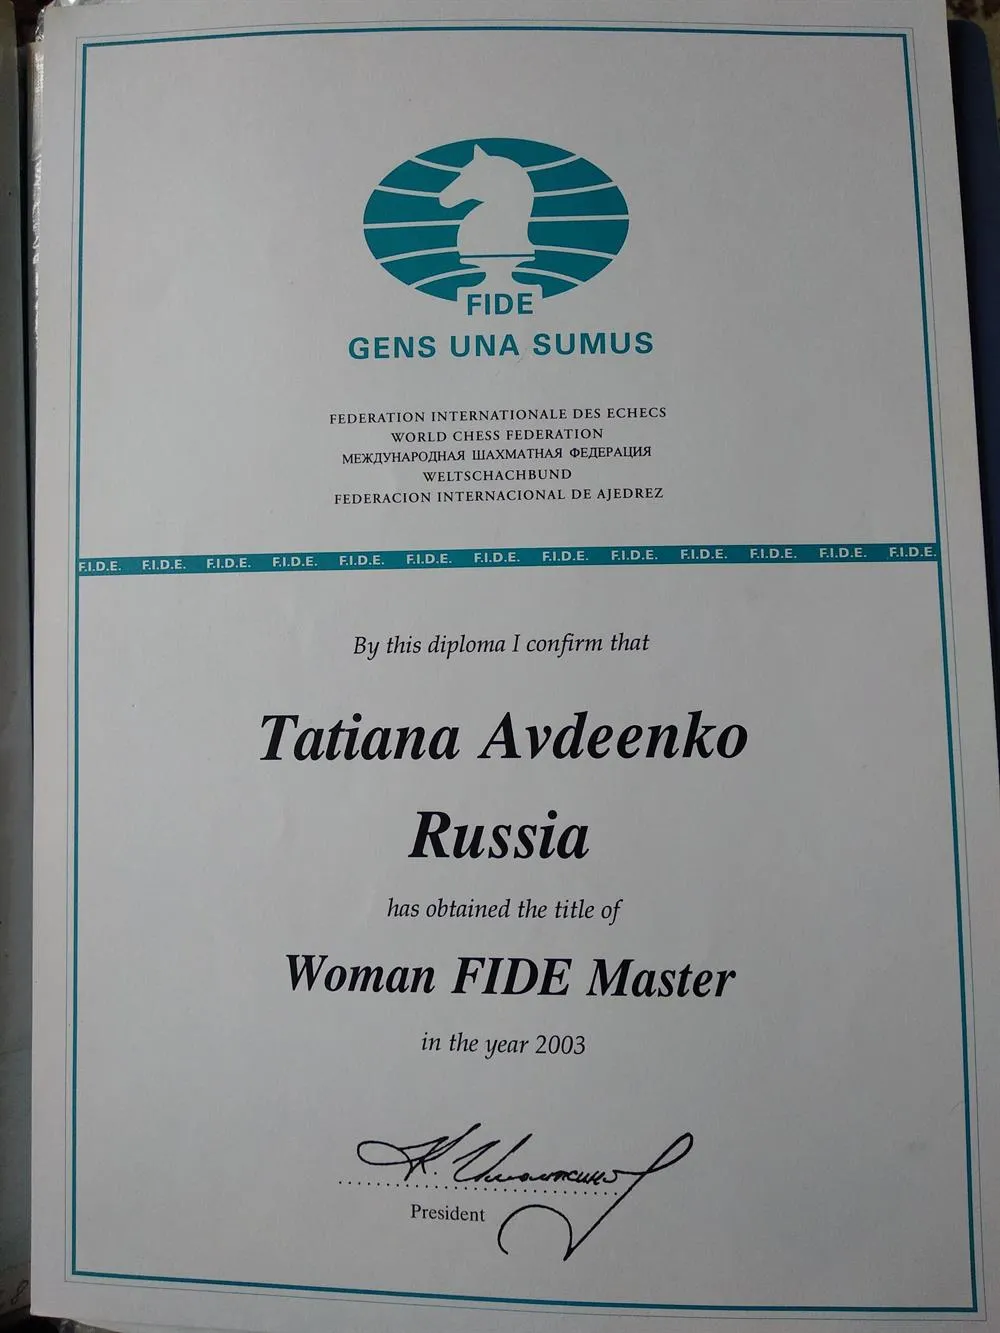 FIDE
GENS UNA SUMUS
FEDERATION INTERNATIONALE DES ECHECS
WORLD CHESS FEDERATION
МЕЖДУНАРОДНАЯ ШАХМАТНАЯ ФЕДЕРАЦИЯ
WELTSCHACHBUND
FEDERACION INTERNACIONAL DE AJEDREZ
F.I.D.E. F.I.D.E. F.I.D.E. F.I.D.E. F.I.D.E. F.I.D.E. F.I.D.E. F.I.D.E. F.I.D.E. F.I.D.E. F.I.D.E. F.I.D.E. F.I.D.E.
By this diploma I confirm that
Tatiana Avdeenko
Russia
has obtained the title of
Woman FIDE Master
in the year 2003
President